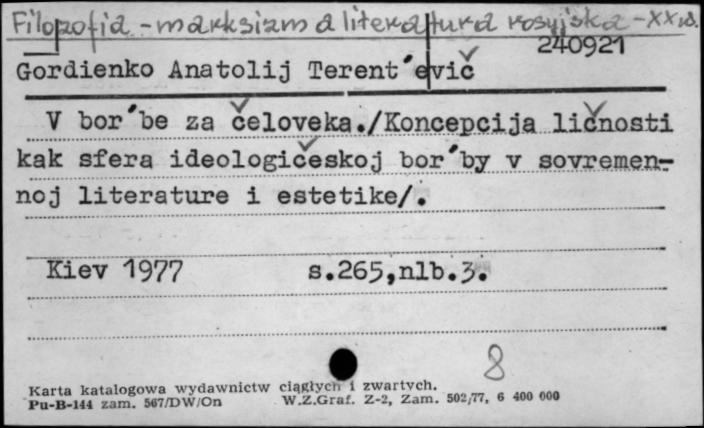 Filozofia - marksizm a literatura rosyjska - XX w.
240921
Gordienko Anatolij Terent´evič
V bor´be za čeloveka./Koncepcija ličnosti
kak sfera ideologičeskoj bor´by v sovremen-
noj literature i estetike/.
Kiev 1977 s.265,nlb.3.
8
Karta katalogowa wydawnictw ciągłych i zwartych.
Pu-B-144 zam. 567/DW/On W.Z.Graf. Z-2, Zam. 502/77, 6 400 000